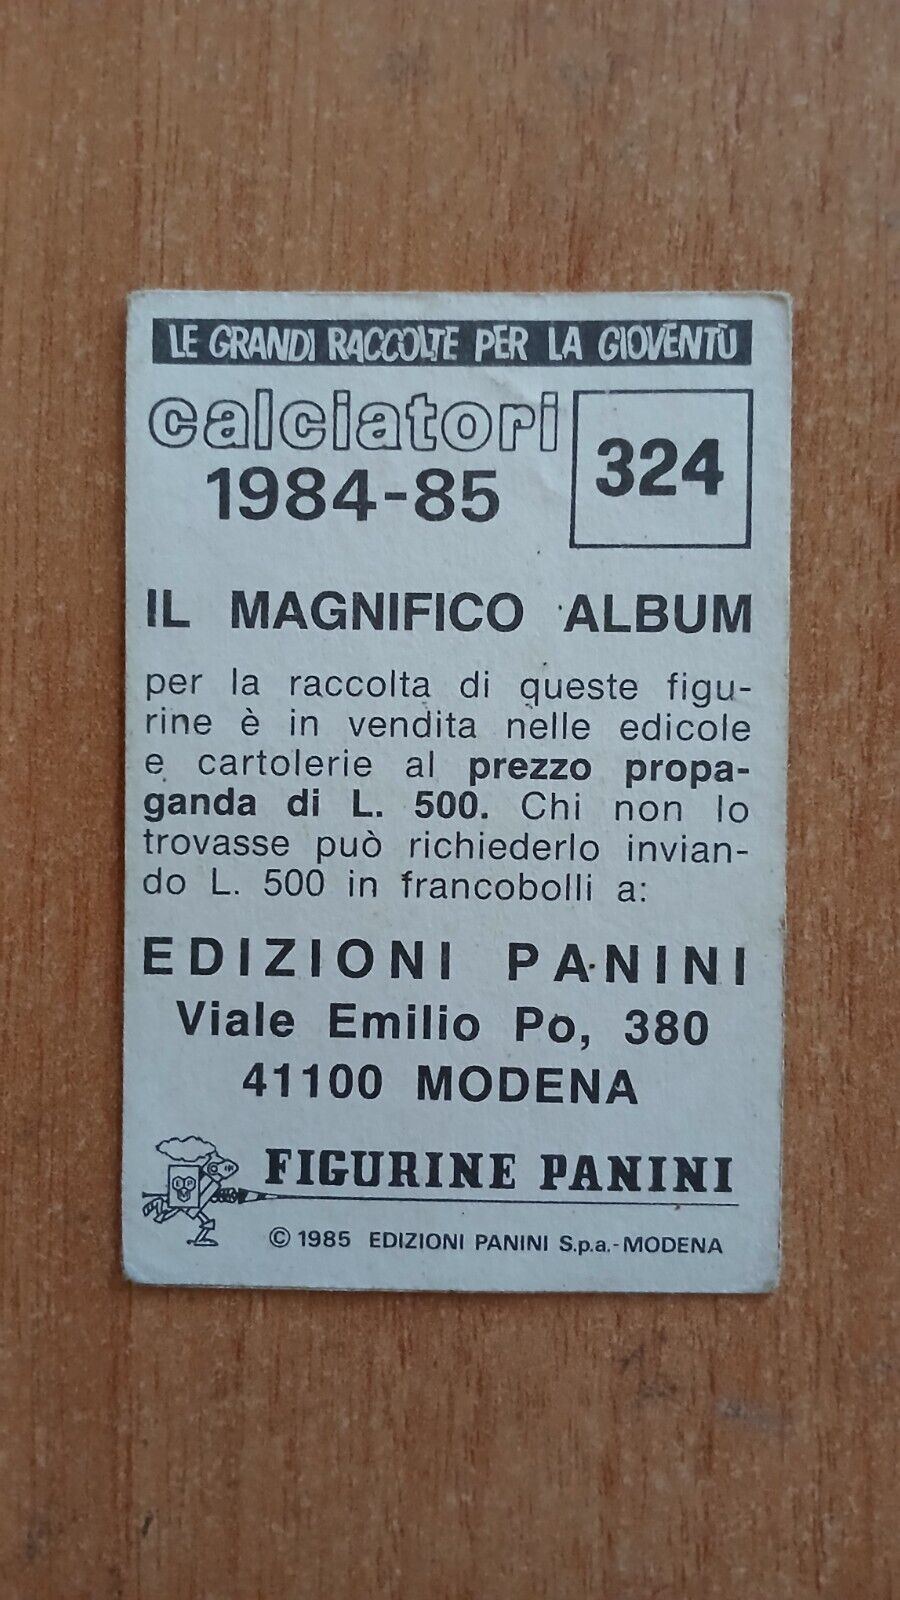 LE GRANDI RACCOLTE PER LA GIOVENTÙ
calciatori
1984-85
324
IL MAGNIFICO ALBUM
per la raccolta di queste figu-
rine è in vendita nelle edicole
e cartolerie al prezzo propa-
ganda di L. 500. Chi non lo
trovasse può richiederlo invian-
do L. 500 in francobolli a:
EDIZIONI PANINI
Viale Emilio Po, 380
41100 MODENA
FIGURINE PANINI
© 1985 EDIZIONI PANINI S.p.a.-MODENA